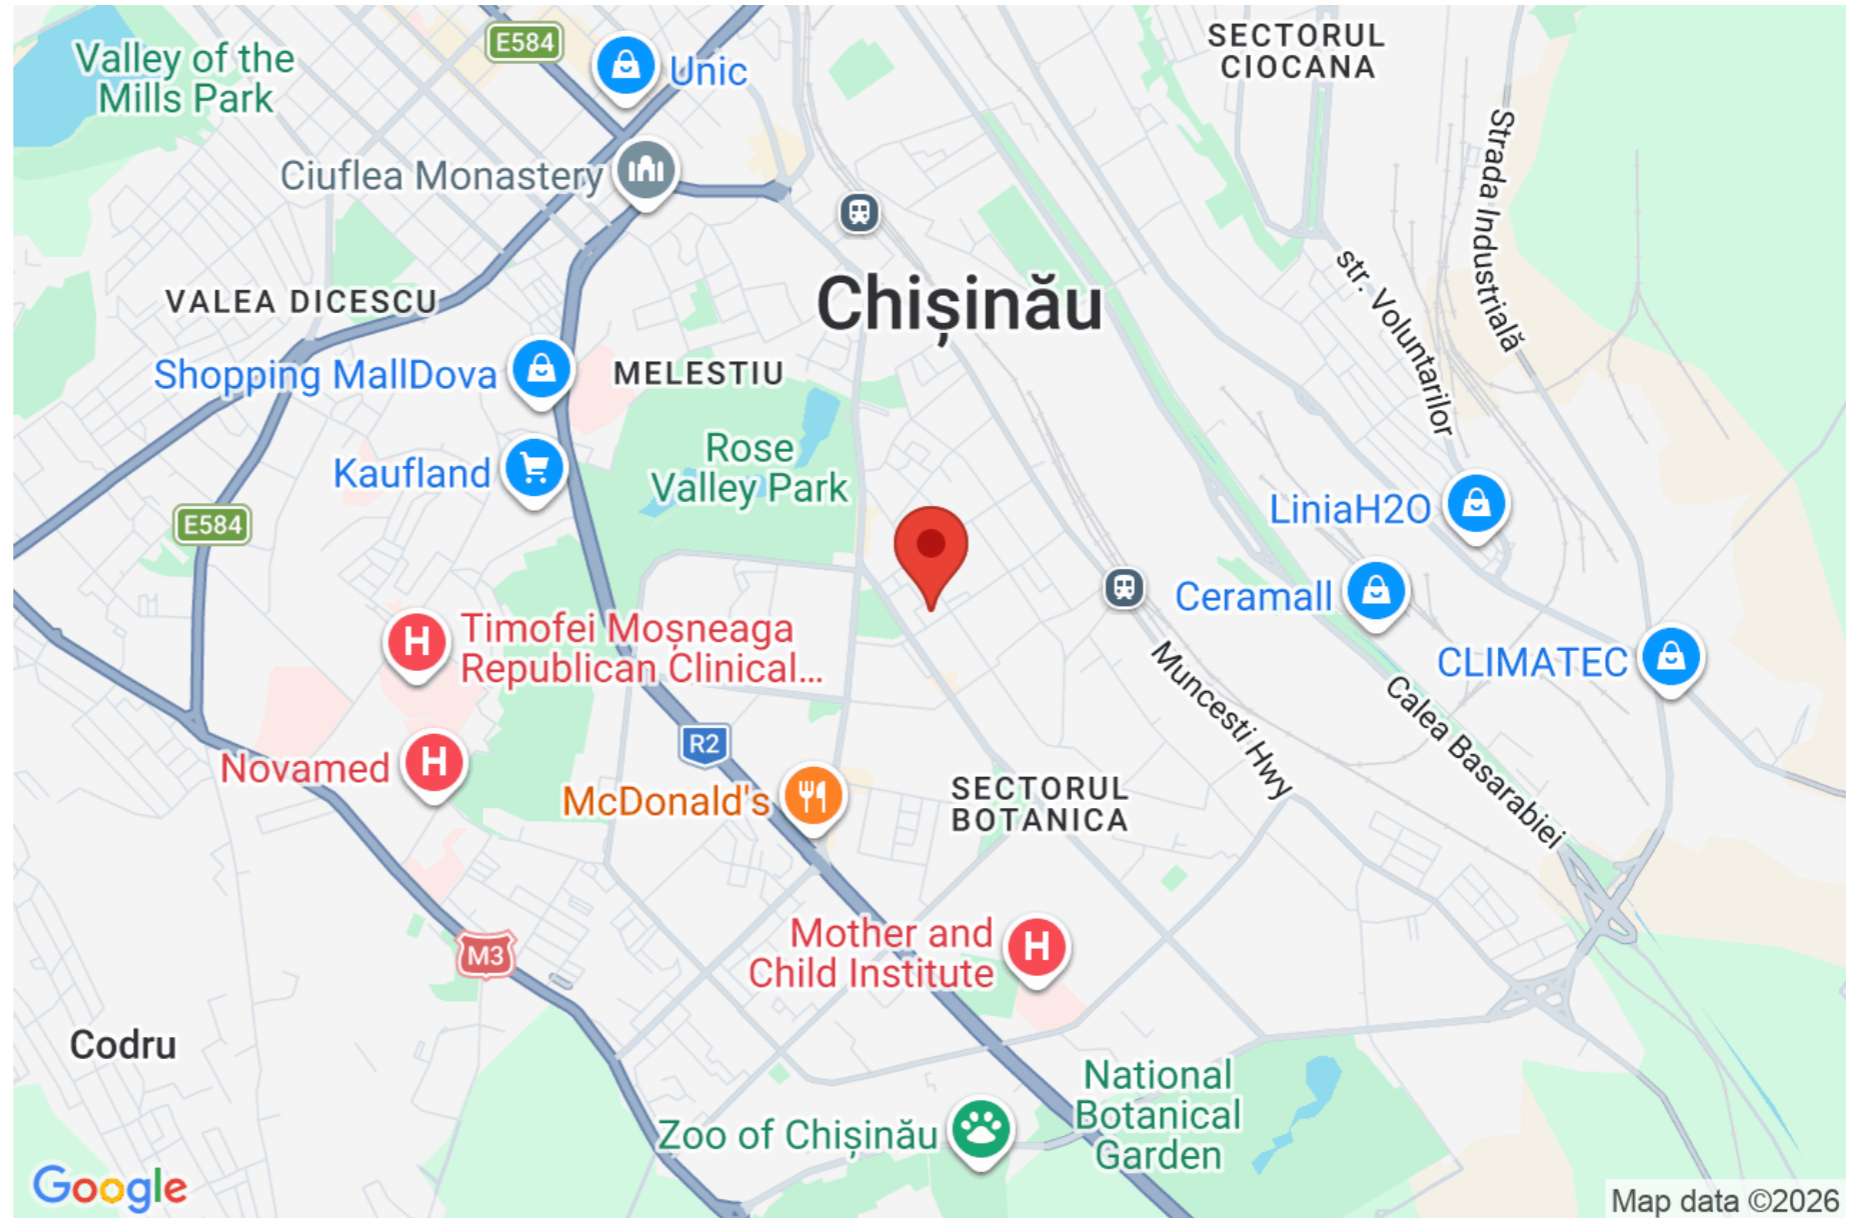 SECTORUL
CIOCANA
E584
Valley of the
Mills Park
Unic
Strada Industrială
Ciuflea Monastery
str. Voluntarilor
Chișinău
VALEA DICESCU
Shopping MallDova
MELESTIU
Rose
Valley Park
Kaufland
LiniaH2O
E584
Ceramall
Timofei Moșneaga
Republican Clinical...
H
CLIMATEC
Muncesti Hwy
Calea Basarabiei
R2
Novamed
H
McDonald's
SECTORUL
BOTANICA
M3
Mother and
Child Institute
H
Codru
National
Botanical
Garden
Zoo of Chișinău
Google
Map data ©2026